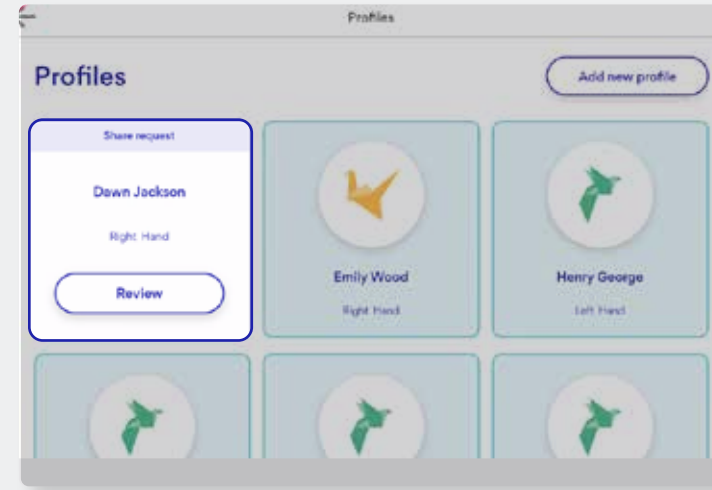 Profiles
Profiles
Add new profile
Share request
Dawn Jackson
Right Hand
Review
Emily Wood
Right Hand
Henry George
Left Hand